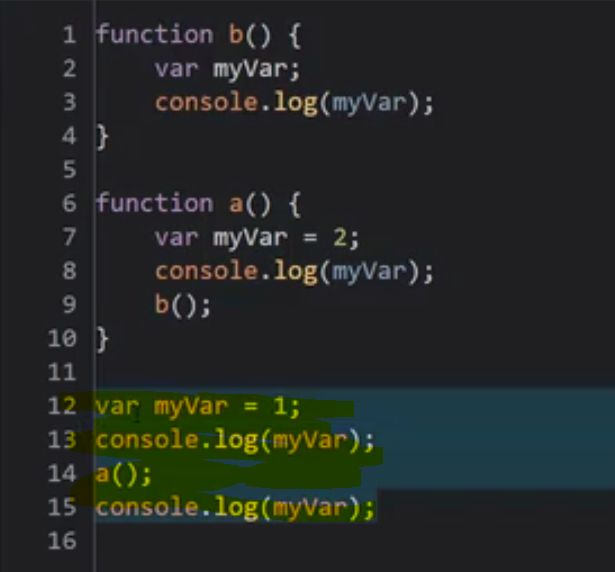 1 function b() {
2     var myVar;
3     console.log(myVar);
4 }
5
6 function a() {
7     var myVar = 2;
8     console.log(myVar);
9     b();
10 }
11
12 var myVar = 1;
13 console.log(myVar);
14 a();
15 console.log(myVar);
16